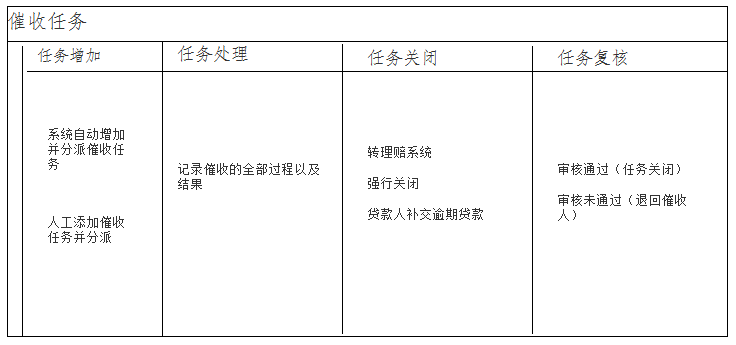 催收任务
任务增加
任务处理
任务关闭
任务复核
系统自动增加
并分派催收任
务
人工添加催收
任务并分派
记录催收的全部过程以及
结果
转理赔系统
强行关闭
贷款人补交逾期贷款
审核通过（任务关闭）
审核未通过（退回催收
人）